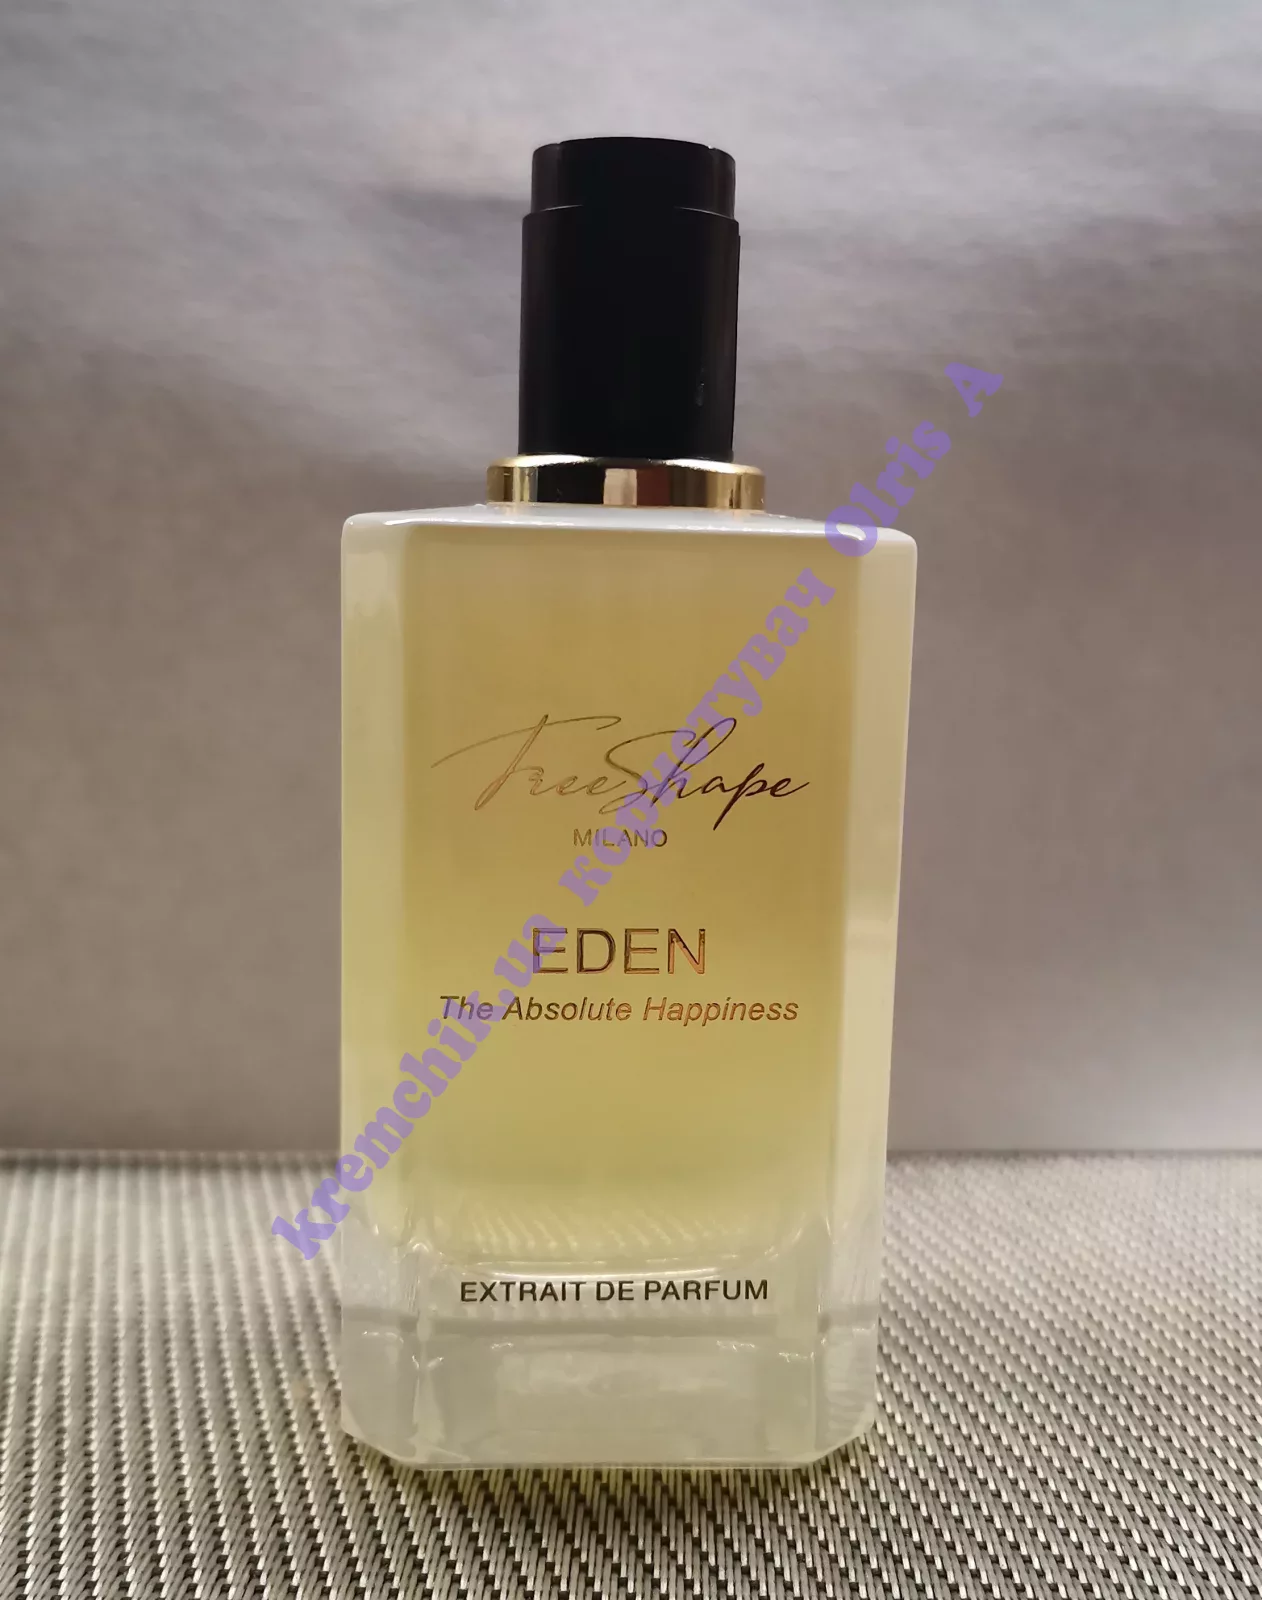 FreeShape
MILANO
EDEN
The Absolute Happiness
EXTRAIT DE PARFUM
kremchik.ua користувач Olris A